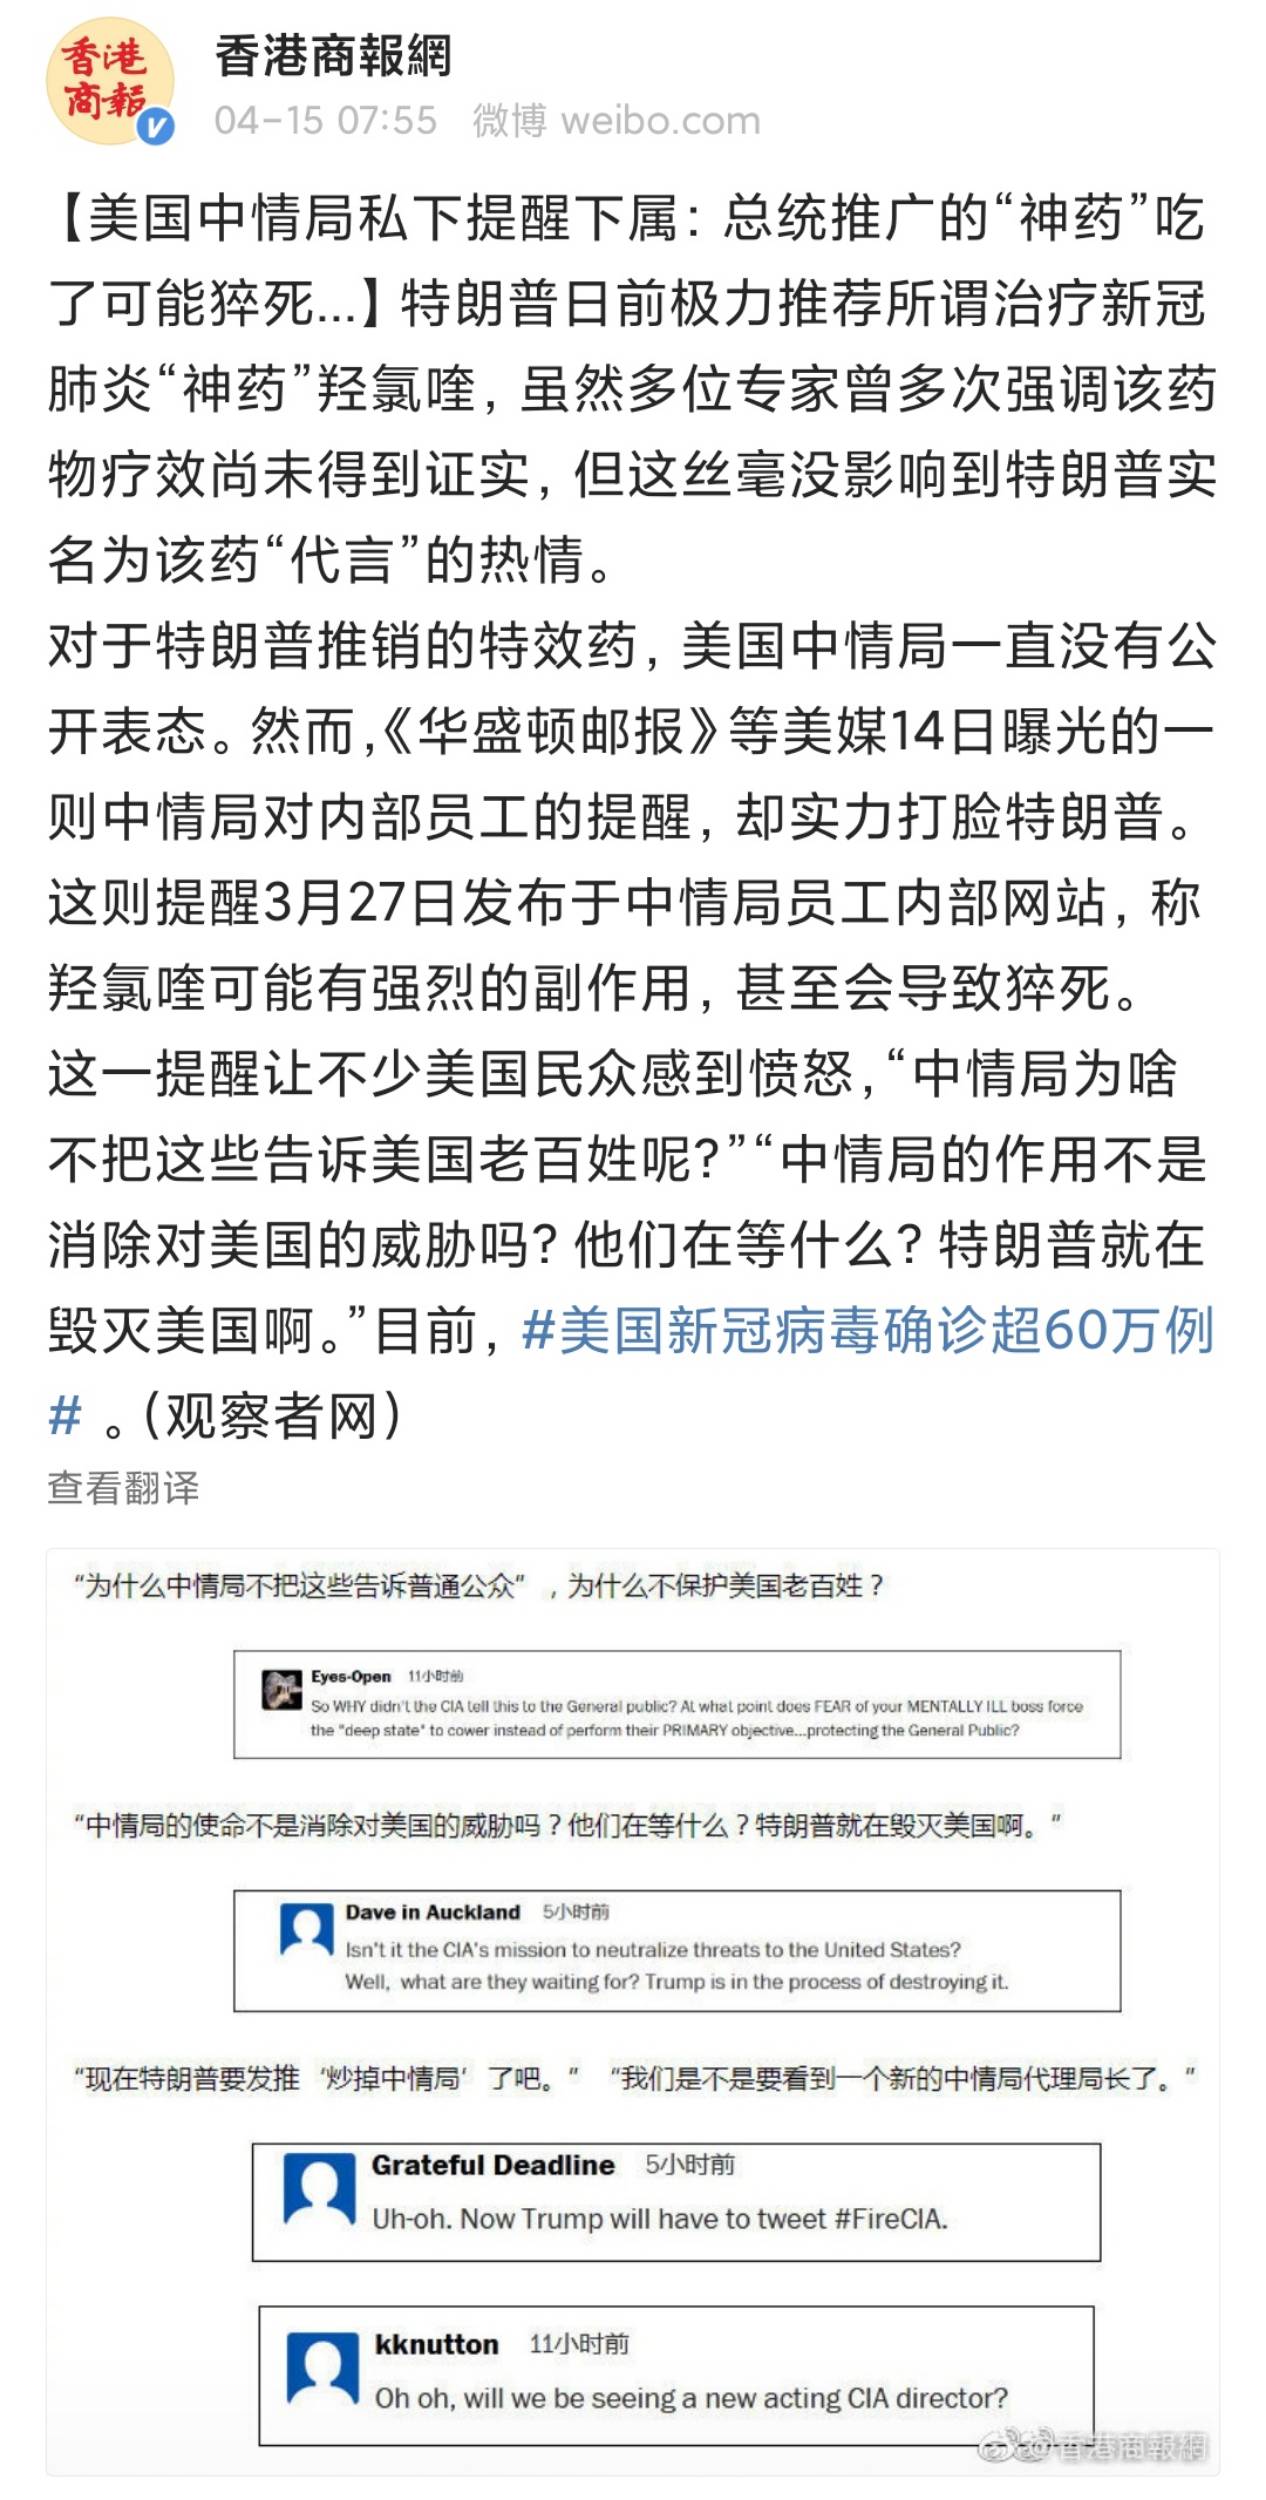 香港
商報
香港商報網
04-15 07:55 微博 weibo.com
【美国中情局私下提醒下属：总统推广的“神药”吃
了可能猝死...】特朗普日前极力推荐所谓治疗新冠
肺炎“神药”羟氯喹，虽然多位专家曾多次强调该药
物疗效尚未得到证实，但这丝毫没影响到特朗普实
名为该药“代言”的热情。
对于特朗普推销的特效药，美国中情局一直没有公
开表态。然而，《华盛顿邮报》等美媒14日曝光的一
则中情局对内部员工的提醒，却实力打脸特朗普。
这则提醒3月27日发布于中情局员工内部网站，称
羟氯喹可能有强烈的副作用，甚至会导致猝死。
这一提醒让不少美国民众感到愤怒，“中情局为啥
不把这些告诉美国老百姓呢？”“中情局的作用不是
消除对美国的威胁吗？他们在等什么？特朗普就在
毁灭美国啊。”目前，#美国新冠病毒确诊超60万例
# 。（观察者网）
查看翻译
“为什么中情局不把这些告诉普通公众”，为什么不保护美国老百姓？
Eyes-Open 11小时前
So WHY didn't the CIA tell this to the General public? At what point does FEAR of your MENTALLY ILL boss force
the "deep state" to cower instead of perform their PRIMARY objective...protecting the General Public?
“中情局的使命不是消除对美国的威胁吗？他们在等什么？特朗普就在毁灭美国啊。”
Dave in Auckland 5小时前
Isn't it the CIA's mission to neutralize threats to the United States?
Well, what are they waiting for? Trump is in the process of destroying it.
“现在特朗普要发推‘炒掉中情局’了吧。”“我们是不是要看到一个新的中情局代理局长了。”
Grateful Deadline 5小时前
Uh-oh. Now Trump will have to tweet #FireCIA.
kknutton 11小时前
Oh oh, will we be seeing a new acting CIA director?
@香港商報網